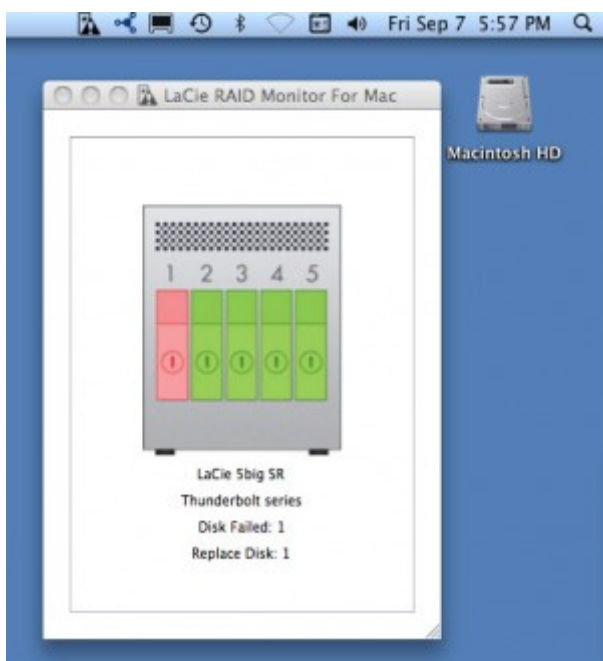 Fri Sep 7 5:57 PM
LaCie RAID Monitor For Mac
Macintosh HD
1 2 3 4 5
LaCie 5big SR
Thunderbolt series
Disk Failed: 1
Replace Disk: 1